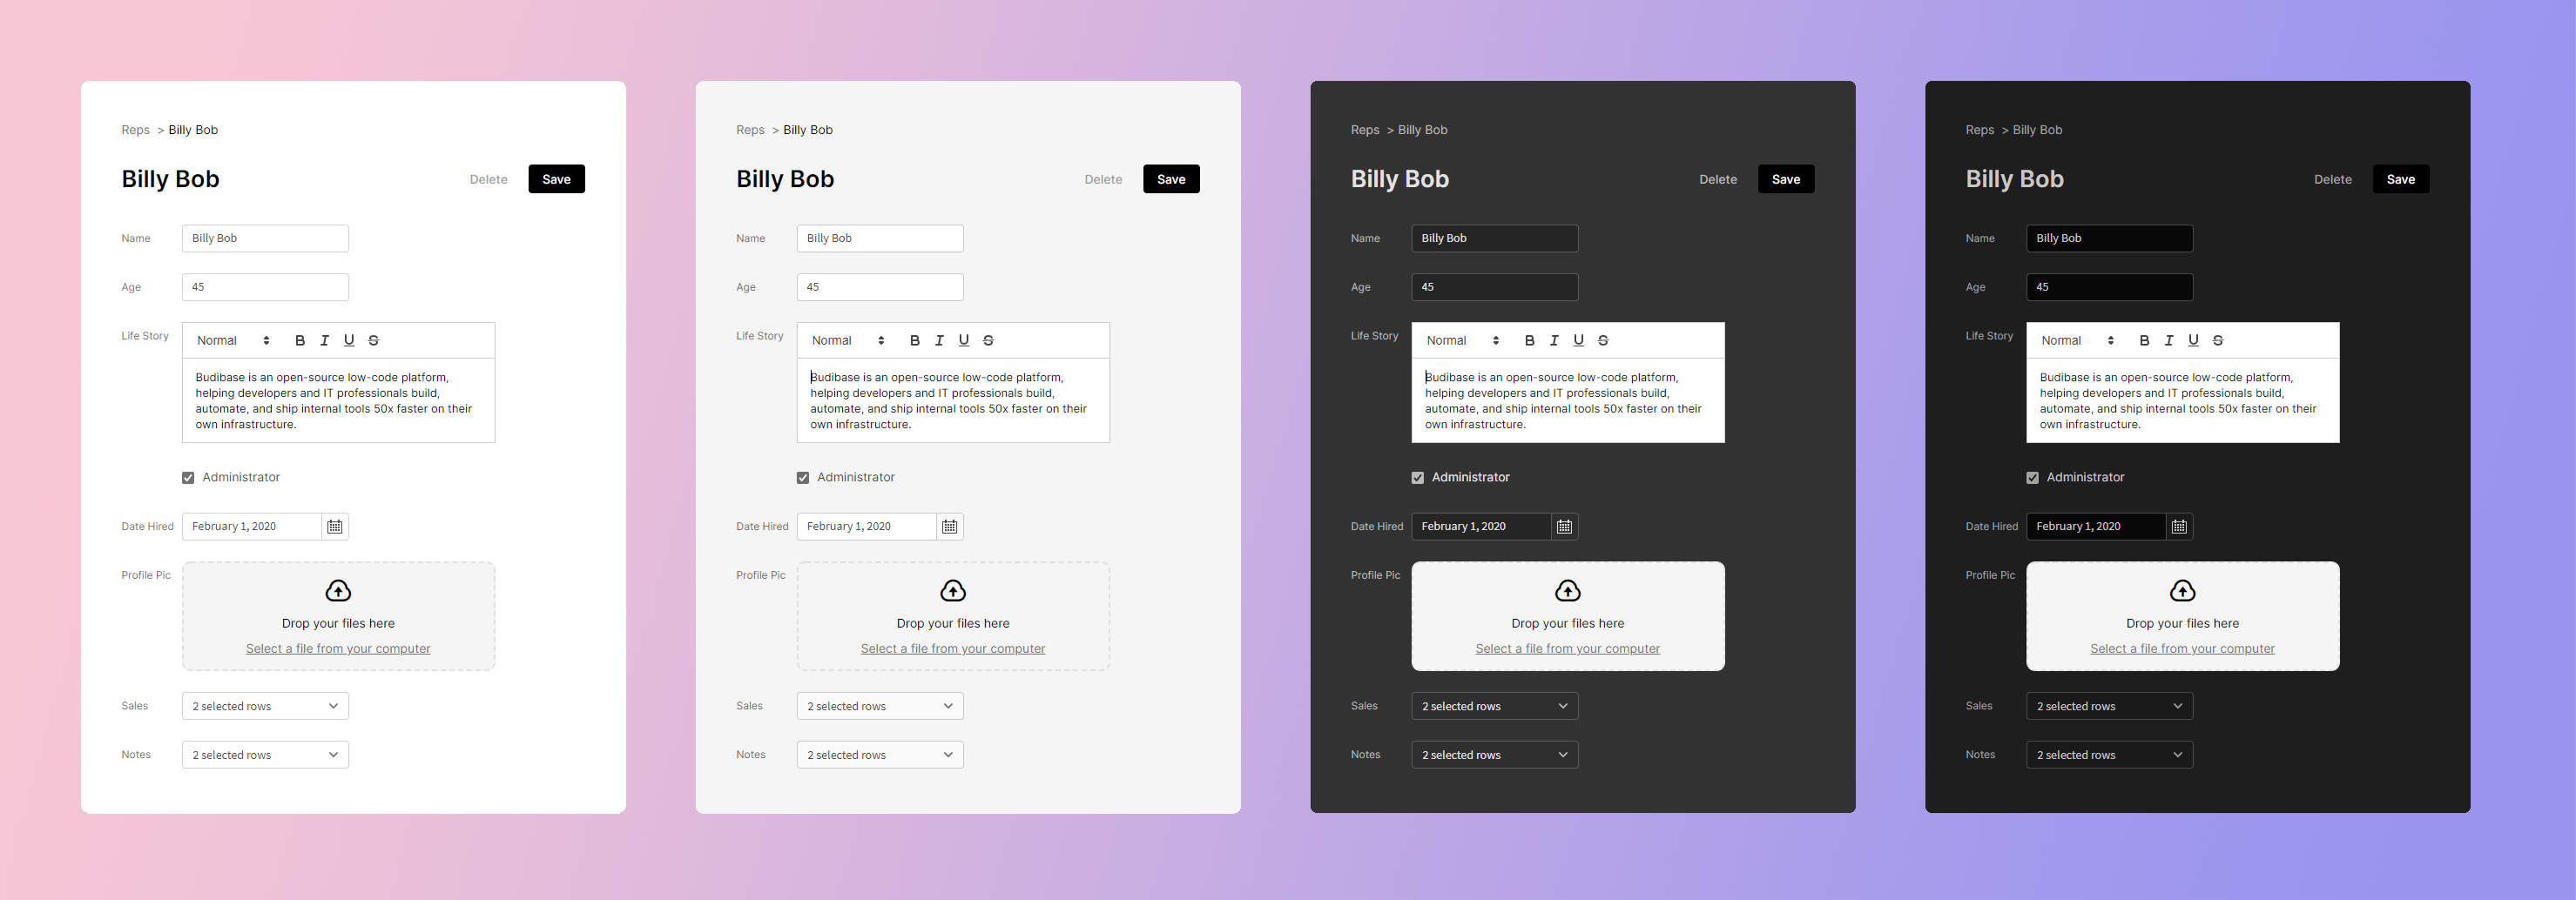 Reps > Billy Bob
Billy Bob
Delete
Save
Name
Billy Bob
Age
45
Life Story
Normal B I U S
Budibase is an open-source low-code platform,
helping developers and IT professionals build,
automate, and ship internal tools 50x faster on their
own infrastructure.
Administrator
Date Hired
February 1, 2020
Profile Pic
Drop your files here
Select a file from your computer
Sales
2 selected rows
Notes
2 selected rows
Reps > Billy Bob
Billy Bob
Delete
Save
Name
Billy Bob
Age
45
Life Story
Normal B I U S
Budibase is an open-source low-code platform,
helping developers and IT professionals build,
automate, and ship internal tools 50x faster on their
own infrastructure.
Administrator
Date Hired
February 1, 2020
Profile Pic
Drop your files here
Select a file from your computer
Sales
2 selected rows
Notes
2 selected rows
Reps > Billy Bob
Billy Bob
Delete
Save
Name
Billy Bob
Age
45
Life Story
Normal B I U S
Budibase is an open-source low-code platform,
helping developers and IT professionals build,
automate, and ship internal tools 50x faster on their
own infrastructure.
Administrator
Date Hired
February 1, 2020
Profile Pic
Drop your files here
Select a file from your computer
Sales
2 selected rows
Notes
2 selected rows
Reps > Billy Bob
Billy Bob
Delete
Save
Name
Billy Bob
Age
45
Life Story
Normal B I U S
Budibase is an open-source low-code platform,
helping developers and IT professionals build,
automate, and ship internal tools 50x faster on their
own infrastructure.
Administrator
Date Hired
February 1, 2020
Profile Pic
Drop your files here
Select a file from your computer
Sales
2 selected rows
Notes
2 selected rows